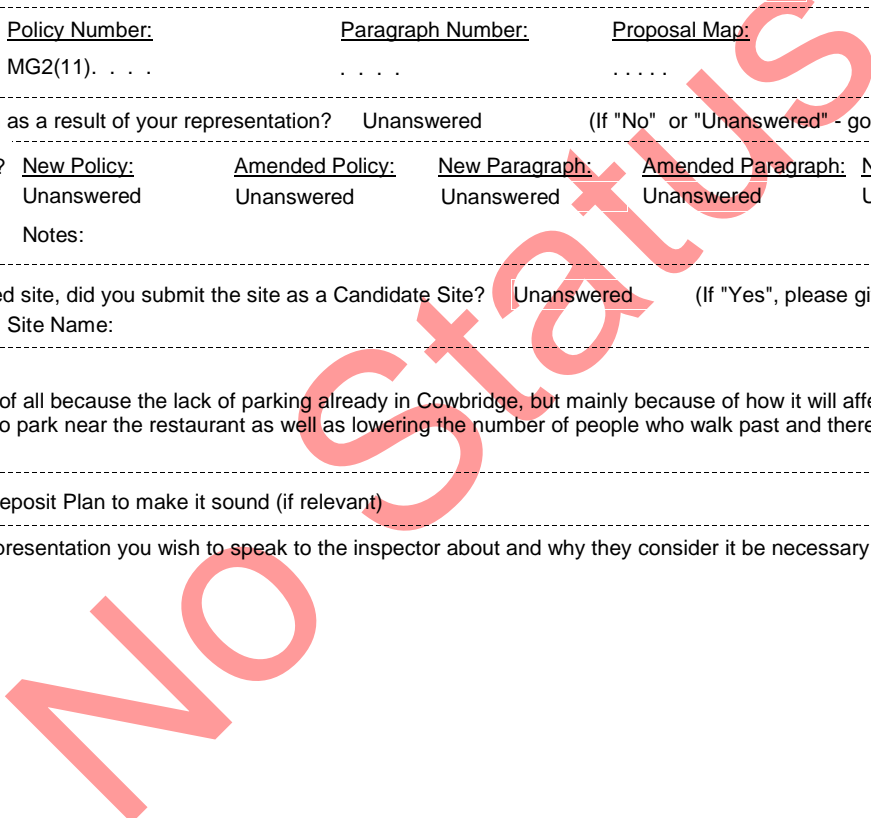 Policy Number: Paragraph Number: Proposal Map:
MG2(11). . . . . . . . . . . . .
as a result of your representation? Unanswered (If "No" or "Unanswered" - go
? New Policy: Amended Policy: New Paragraph: Amended Paragraph: N
Unanswered Unanswered Unanswered Unanswered U
Notes:
ed site, did you submit the site as a Candidate Site? Unanswered (If "Yes", please gi
Site Name:
of all because the lack of parking already in Cowbridge, but mainly because of how it will affe
o park near the restaurant as well as lowering the number of people who walk past and there
eposit Plan to make it sound (if relevant)
presentation you wish to speak to the inspector about and why they consider it be necessary
No Status